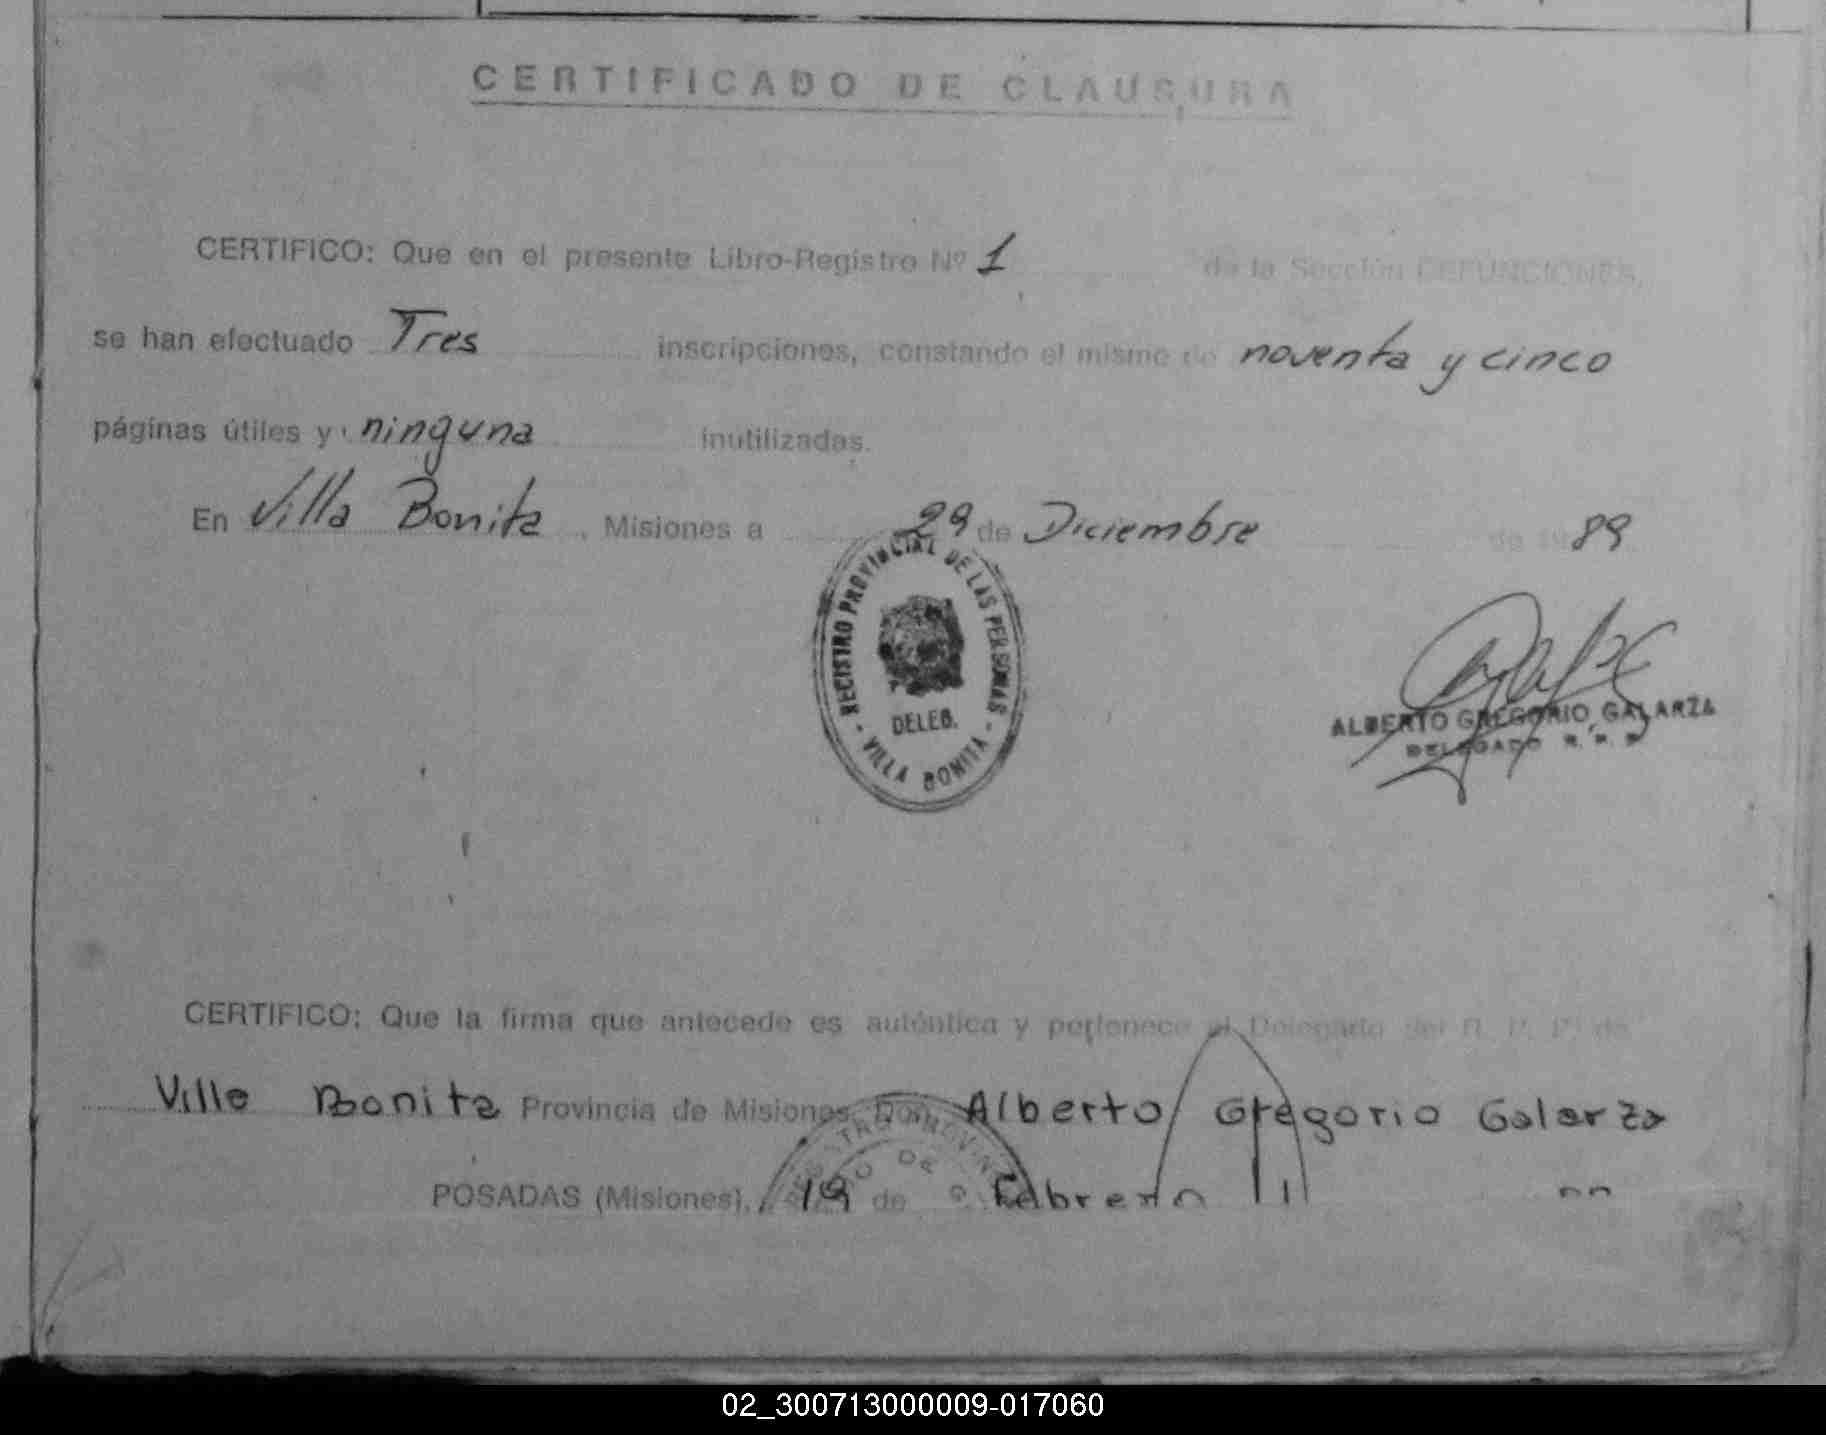 CERTIFICADO DE CLAUSURA
CERTIFICO: Que en el presente Libro-Registro Nº 1 de la Sección DEFUNCIONES,
se han efectuado Tres inscripciones, constando el mismo de noventa y cinco
páginas útiles y ninguna inutilizadas.
En Villa Bonita, Misiones a 29 de Diciembre de 1989
REGISTRO PROVINCIAL DE LAS PERSONAS
DELEG.
VILLA BONITA
ALBERTO GREGORIO GALARZA
DELEGADO R. P. P.
CERTIFICO: Que la firma que antecede es auténtica y pertenece al Delegado del R. P. P. de
Villa Bonita Provincia de Misiones, Don Alberto Gregorio Galarza
POSADAS (Misiones), 19 de Febrero
02_300713000009-017060